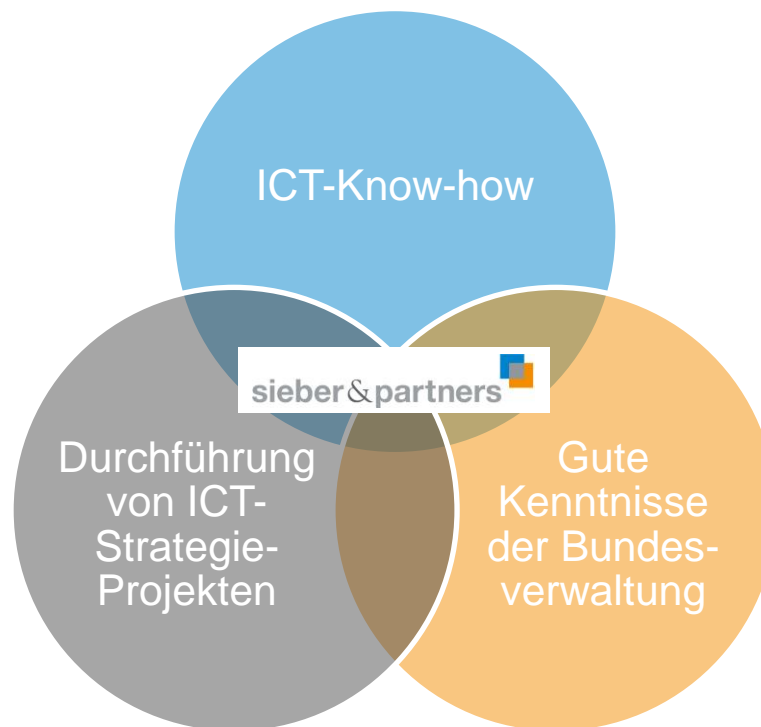 ICT-Know-how
sieber & partners
Durchführung
von ICT-
Strategie-
Projekten
Gute
Kenntnisse
der Bundes-
verwaltung